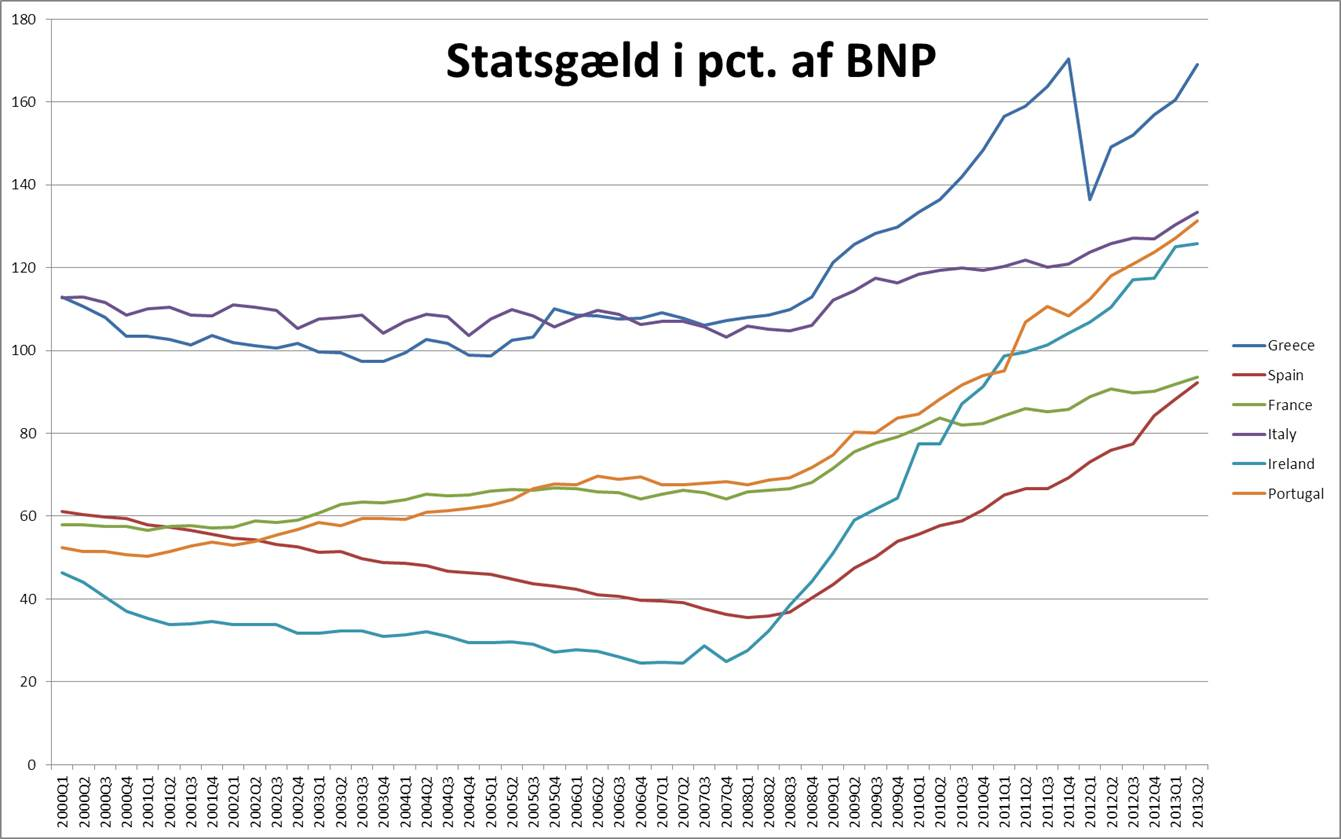 Statsgæld i pct. af BNP
180
160
140
120
100
80
60
40
20
0
Greece
Spain
France
Italy
Ireland
Portugal
2000Q1
2000Q2
2000Q3
2000Q4
2001Q1
2001Q2
2001Q3
2001Q4
2002Q1
2002Q2
2002Q3
2002Q4
2003Q1
2003Q2
2003Q3
2003Q4
2004Q1
2004Q2
2004Q3
2004Q4
2005Q1
2005Q2
2005Q3
2005Q4
2006Q1
2006Q2
2006Q3
2006Q4
2007Q1
2007Q2
2007Q3
2007Q4
2008Q1
2008Q2
2008Q3
2008Q4
2009Q1
2009Q2
2009Q3
2009Q4
2010Q1
2010Q2
2010Q3
2010Q4
2011Q1
2011Q2
2011Q3
2011Q4
2012Q1
2012Q2
2012Q3
2012Q4
2013Q1
2013Q2